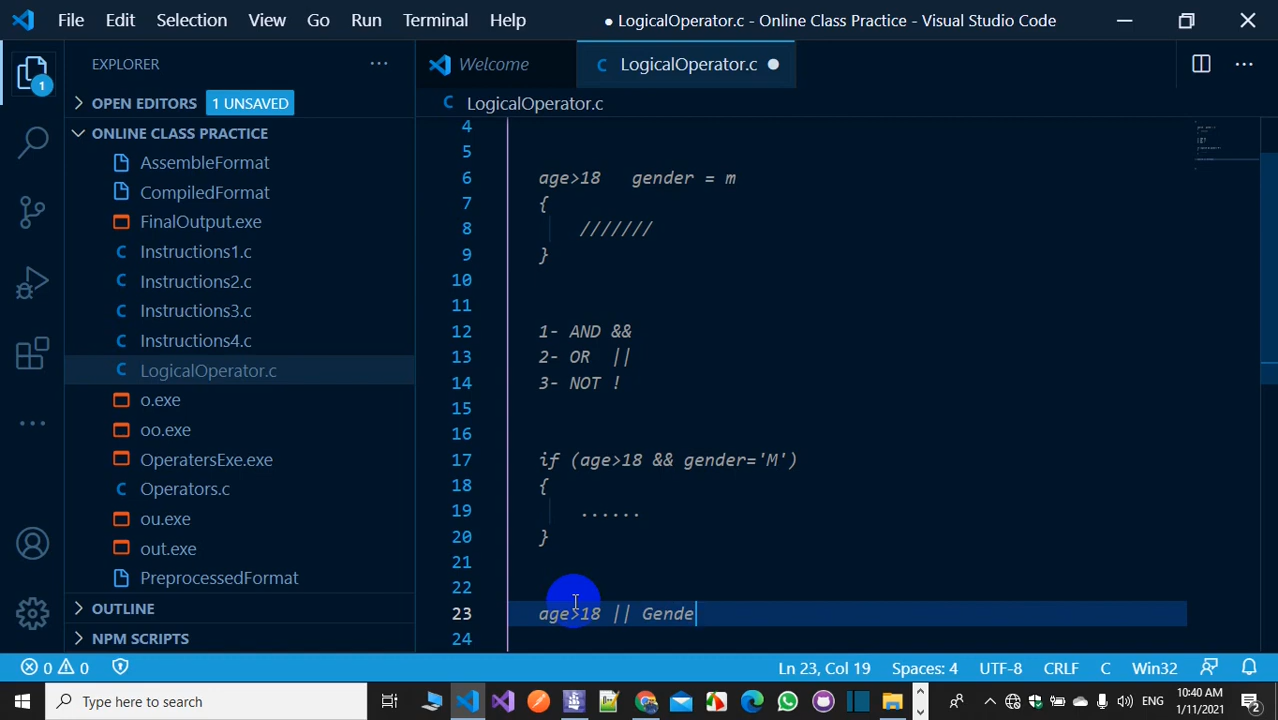 File Edit Selection View Go Run Terminal Help ● LogicalOperator.c - Online Class Practice - Visual Studio Code
EXPLORER
OPEN EDITORS 1 UNSAVED
ONLINE CLASS PRACTICE
AssembleFormat
CompiledFormat
FinalOutput.exe
C Instructions1.c
C Instructions2.c
C Instructions3.c
C Instructions4.c
C LogicalOperator.c
o.exe
oo.exe
OperatersExe.exe
C Operators.c
ou.exe
out.exe
PreprocessedFormat
OUTLINE
NPM SCRIPTS
1
Welcome
C LogicalOperator.c ●
C LogicalOperator.c
4
5
6 age>18 gender = m
7 {
8 ///////
9 }
10
11
12 1- AND &&
13 2- OR ||
14 3- NOT !
15
16
17 if (age>18 && gender='M')
18 {
19 ......
20 }
21
22
23 age>18 || Gende
24
0 0 Ln 23, Col 19 Spaces: 4 UTF-8 CRLF C Win32
Type here to search
ENG
10:40 AM
1/11/2021
2